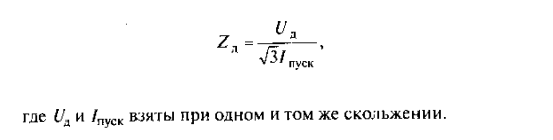 Z_д = U_д / √3 I_пуск ,
где U_д и I_пуск взяты при одном и том же скольжении.